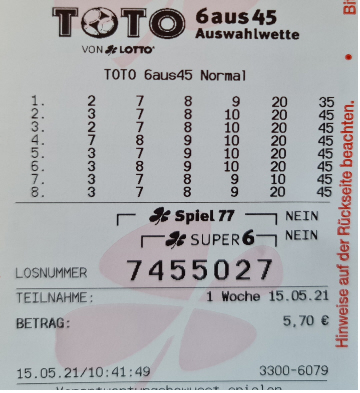 TOTO 6aus45
Auswahlwette
VON LOTTO
TOTO 6aus45 Normal
1. 2 7 8 9 20 35
2. 3 7 8 10 20 45
3. 2 7 8 10 20 45
4. 7 8 9 10 20 45
5. 3 7 9 10 20 45
6. 3 8 9 10 20 45
7. 3 7 8 9 10 45
8. 3 7 8 9 20 45
Spiel 77 NEIN
SUPER 6 NEIN
LOSNUMMER 7455027
TEILNAHME: 1 Woche 15.05.21
BETRAG: 5,70 €
15.05.21/10:41:49 3300-6079
Hinweise auf der Rückseite beachten. •